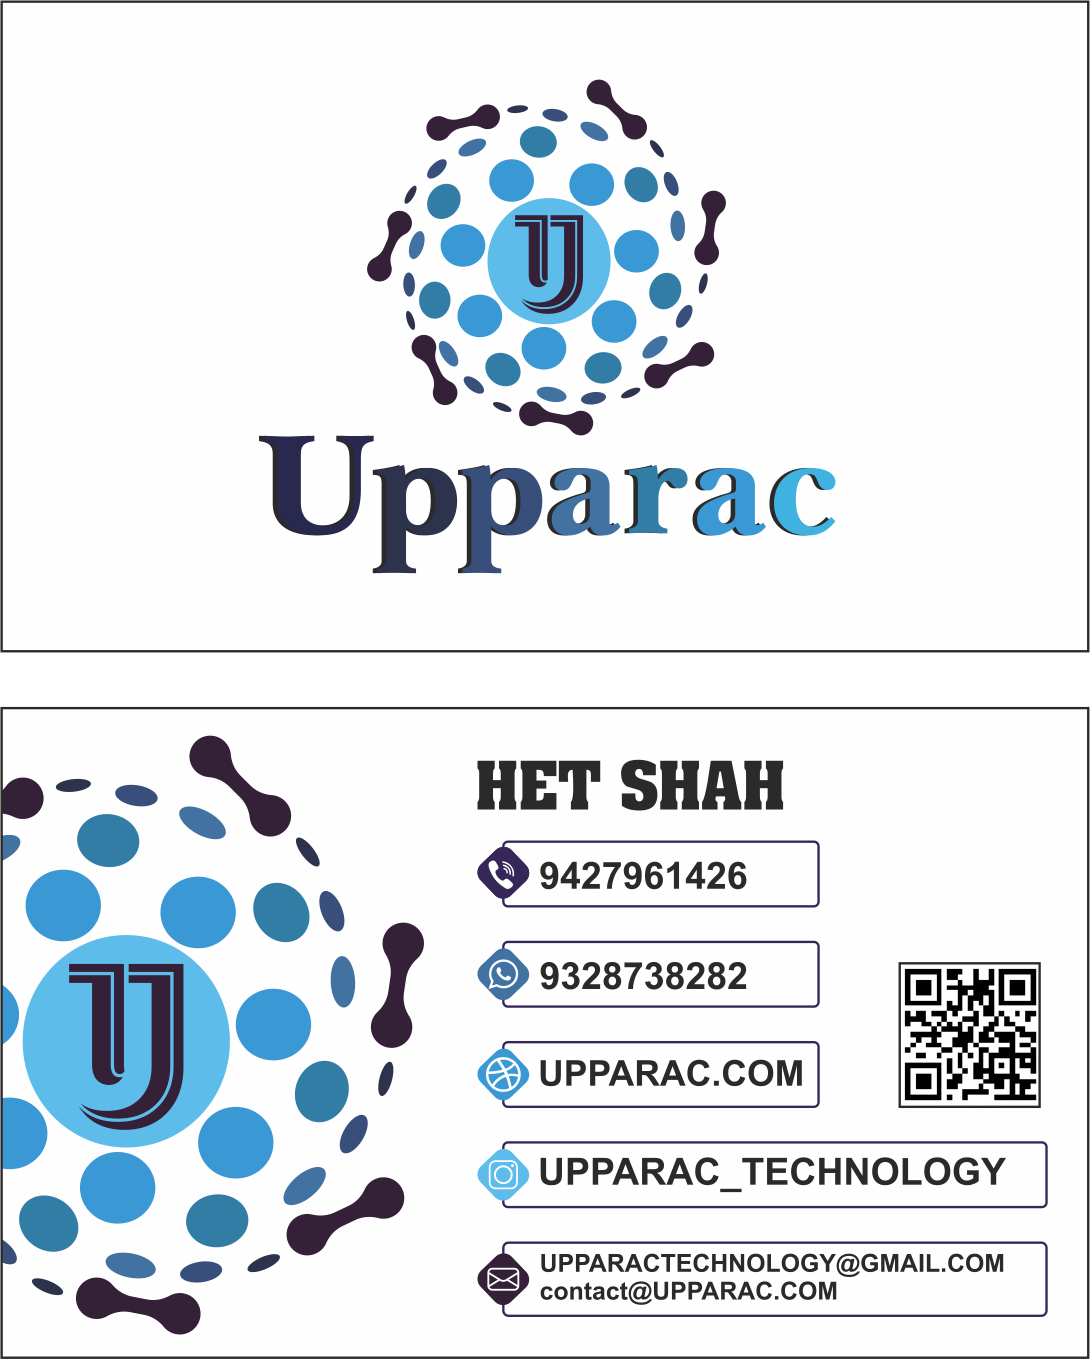 U
Upparac
U
HET SHAH
9427961426
9328738282
UPPARAC.COM
UPPARAC_TECHNOLOGY
UPPARACTECHNOLOGY@GMAIL.COM
contact@UPPARAC.COM